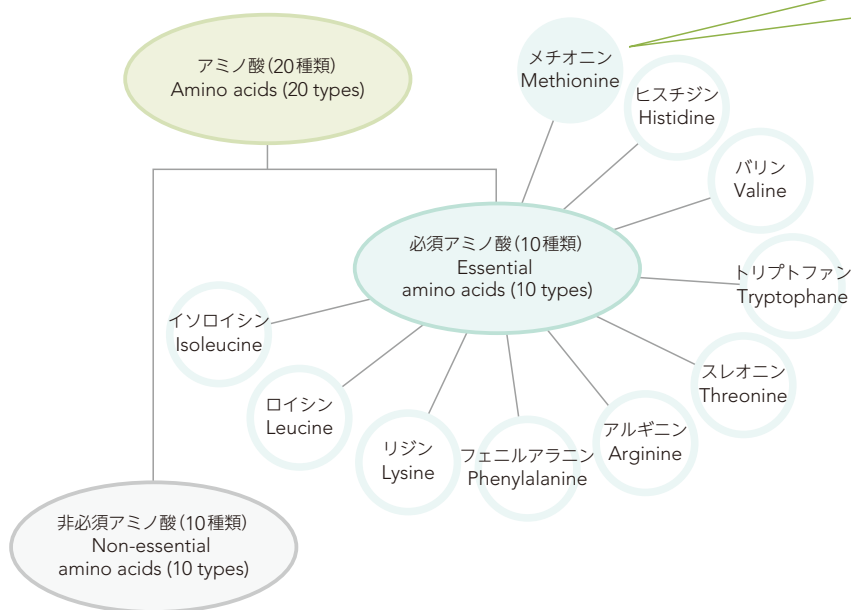 アミノ酸(20種類)
Amino acids (20 types)
メチオニン
Methionine
ヒスチジン
Histidine
バリン
Valine
必須アミノ酸(10種類)
Essential
amino acids (10 types)
トリプトファン
Tryptophane
イソロイシン
Isoleucine
スレオニン
Threonine
ロイシン
Leucine
アルギニン
Arginine
リジン
Lysine
フェニルアラニン
Phenylalanine
非必須アミノ酸(10種類)
Non-essential
amino acids (10 types)